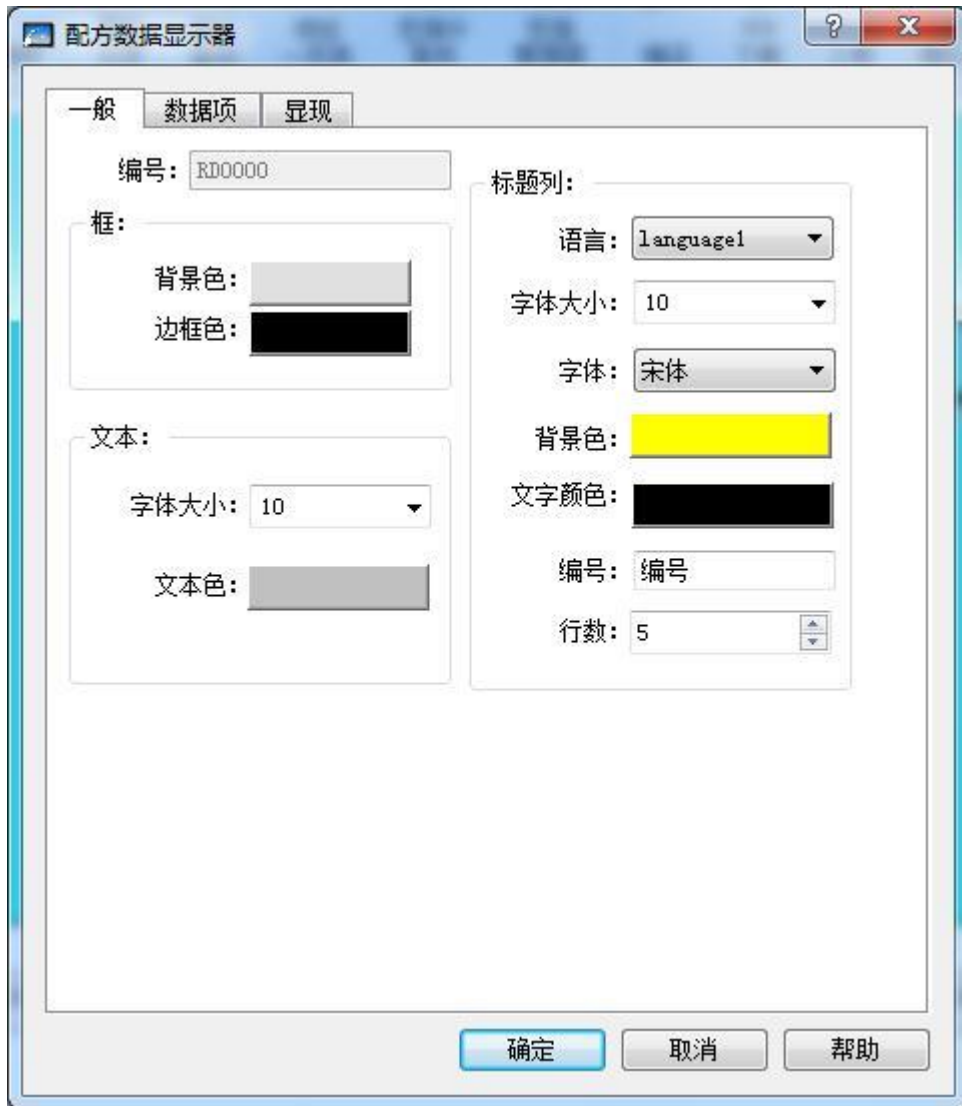 配方数据显示器
一般 数据项 显现
编号: RD0000
框:
背景色:
边框色:
文本:
字体大小: 10
文本色:
标题列:
语言: language1
字体大小: 10
字体: 宋体
背景色:
文字颜色:
编号: 编号
行数: 5
确定 取消 帮助